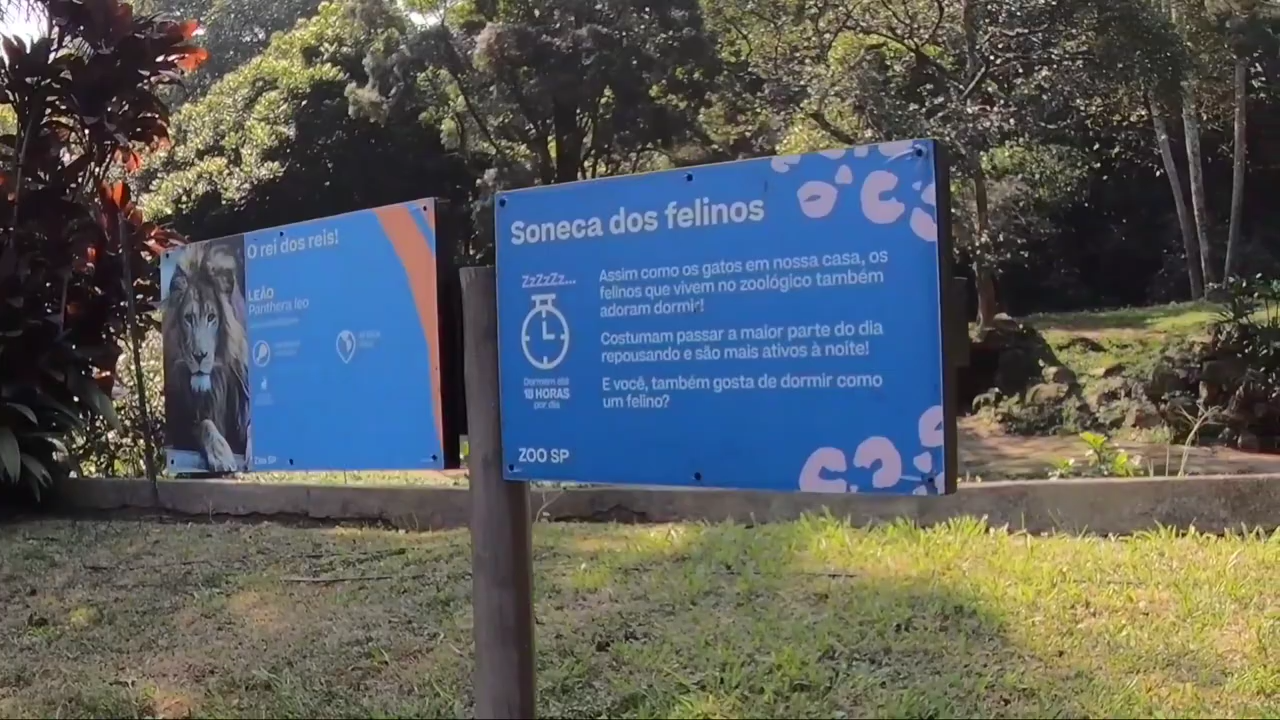 O rei dos reis!
LEÃO
Panthera leo
Zoo SP
Soneca dos felinos
ZzZzZz...
Dormem até
18 HORAS
por dia
Assim como os gatos em nossa casa, os
felinos que vivem no zoológico também
adoram dormir!
Costumam passar a maior parte do dia
repousando e são mais ativos à noite!
E você, também gosta de dormir como
um felino?
ZOO SP